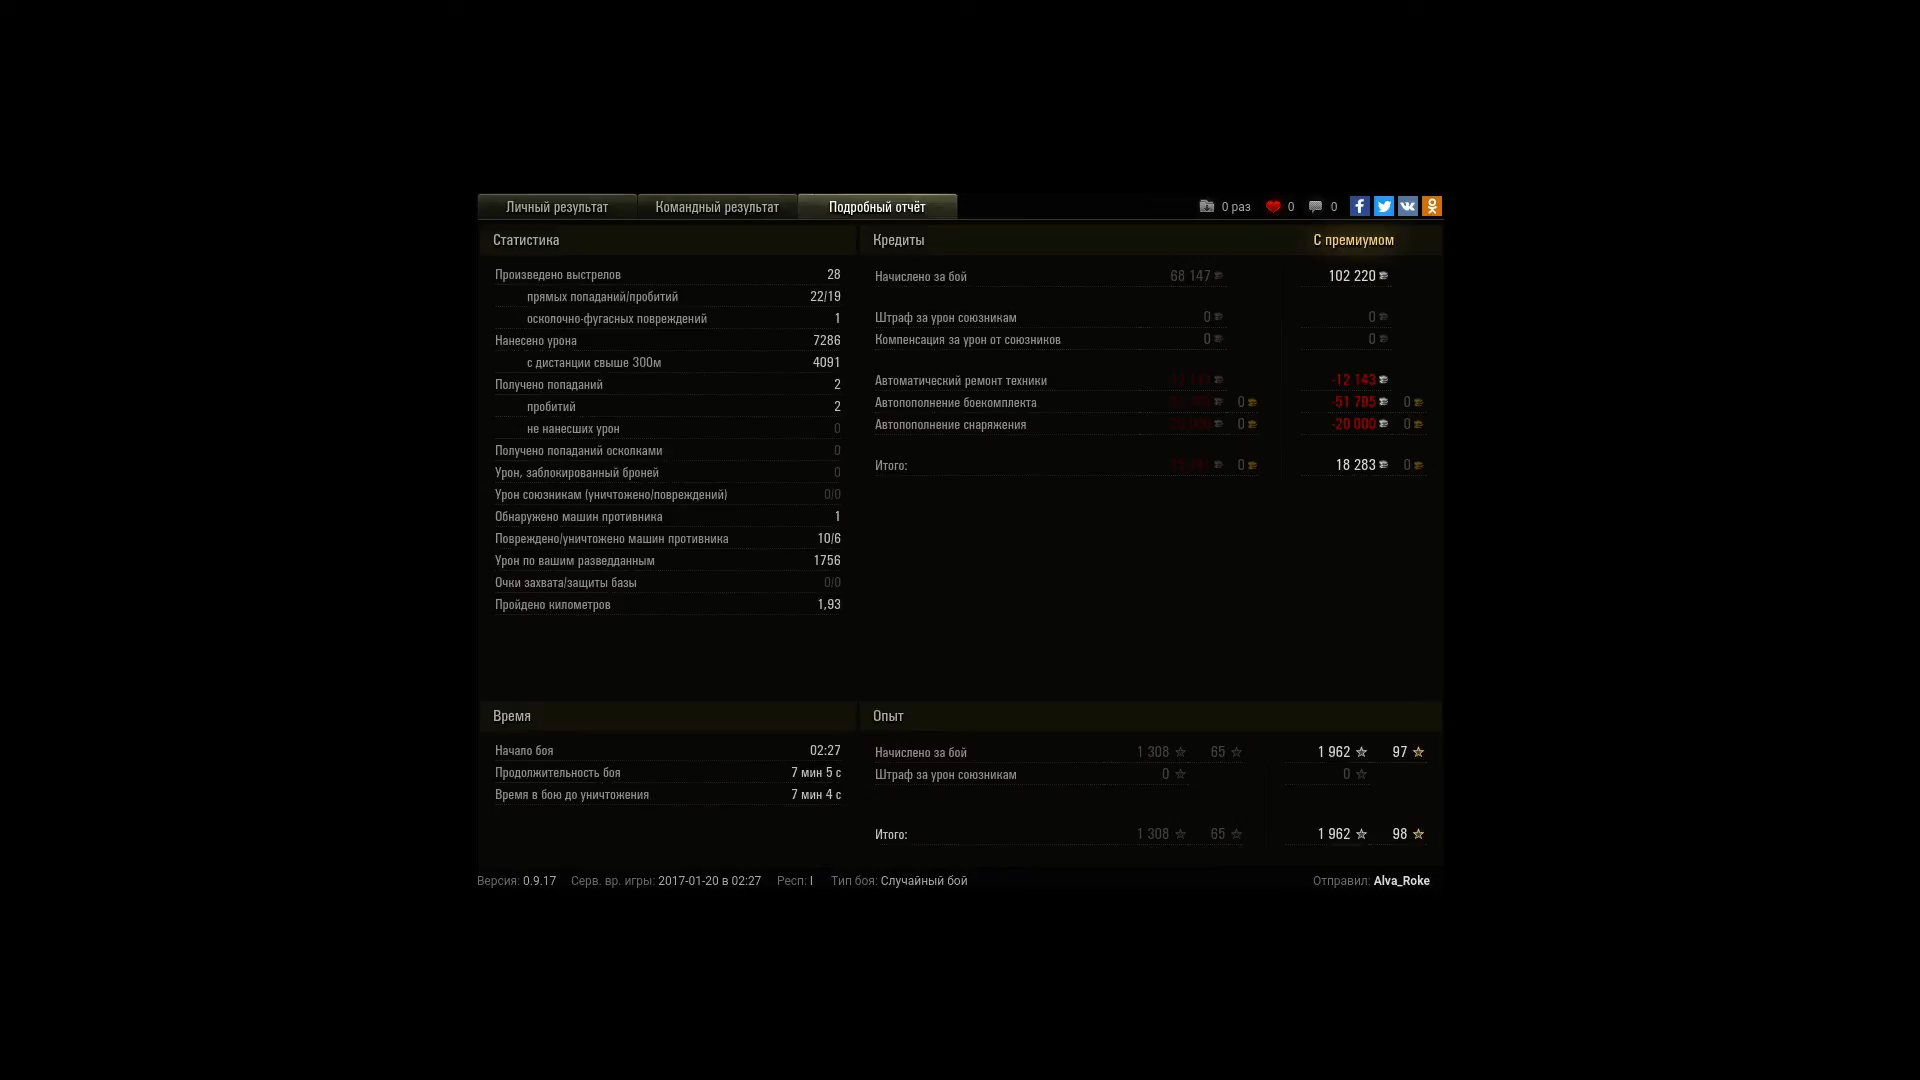 Личный результат Командный результат Подробный отчёт 0 раз 0 0
Статистика
Произведено выстрелов 28
прямых попаданий/пробитий 22/19
осколочно-фугасных повреждений 1
Нанесено урона 7286
с дистанции свыше 300м 4091
Получено попаданий 2
пробитий 2
не нанесших урон 0
Получено попаданий осколками 0
Урон, заблокированный броней 0
Урон союзникам (уничтожено/повреждений) 0/0
Обнаружено машин противника 1
Повреждено/уничтожено машин противника 10/6
Урон по вашим разведданным 1756
Очки захвата/защиты базы 0/0
Пройдено километров 1,93
Кредиты С премиумом
Начислено за бой 68 147 102 220
Штраф за урон союзникам 0 0
Компенсация за урон от союзников 0 0
Автоматический ремонт техники -12 143
Автопополнение боекомплекта 0 -51 795 0
Автопополнение снаряжения 0 -20 000 0
Итого: 0 18 283 0
Время
Начало боя 02:27
Продолжительность боя 7 мин 5 с
Время в бою до уничтожения 7 мин 4 с
Опыт
Начислено за бой 1 308 65 1 962 97
Штраф за урон союзникам 0 0
Итого: 1 308 65 1 962 98
Версия: 0.9.17 Серв. вр. игры: 2017-01-20 в 02:27 Респ: I Тип боя: Случайный бой Отправил: Alva_Roke